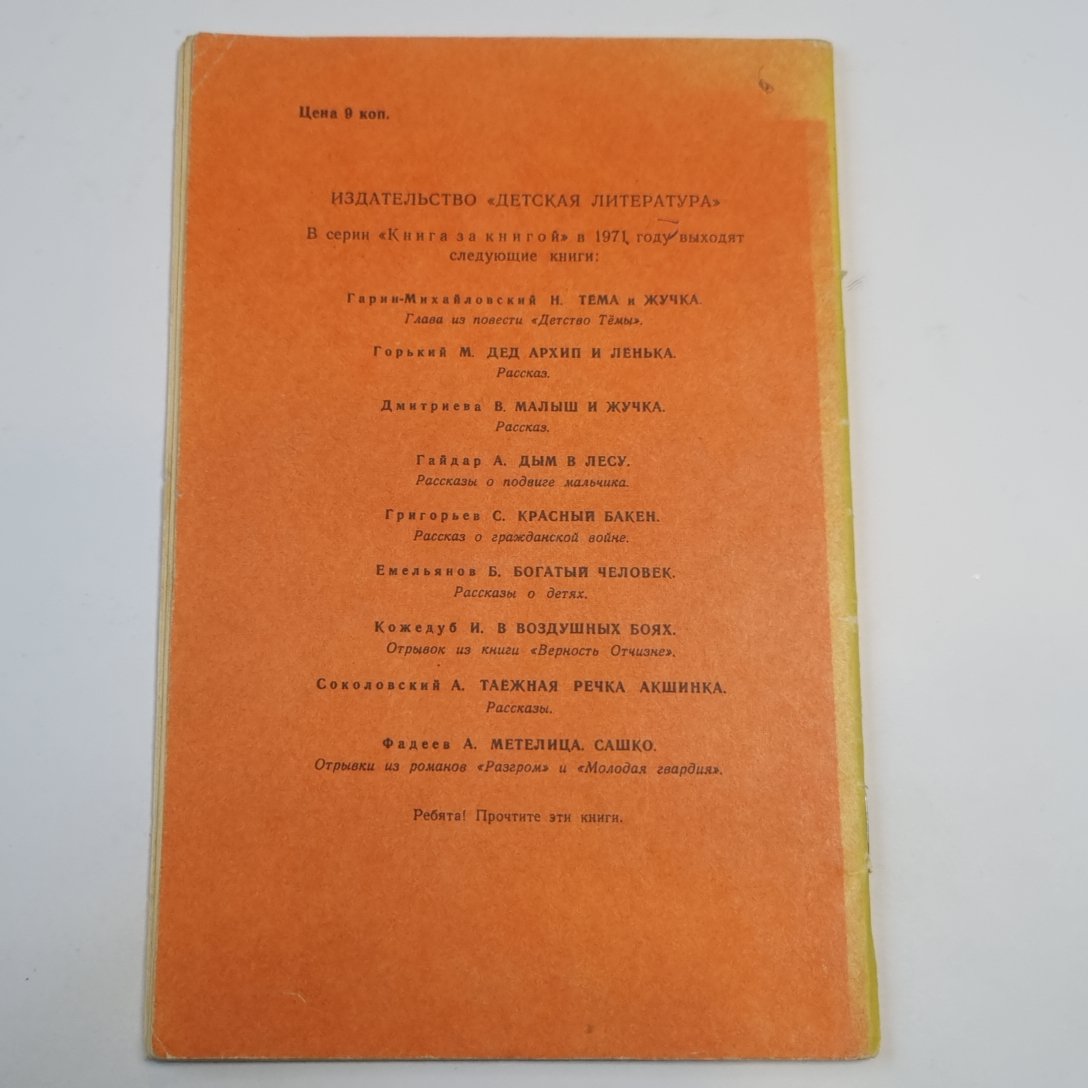 Цена 9 коп.
ИЗДАТЕЛЬСТВО «ДЕТСКАЯ ЛИТЕРАТУРА»
В серии «Книга за книгой» в 1971 году выходят
следующие книги:
Гарин-Михайловский Н. ТЕМА и ЖУЧКА.
Глава из повести «Детство Тёмы».
Горький М. ДЕД АРХИП И ЛЕНЬКА.
Рассказ.
Дмитриева В. МАЛЫШ И ЖУЧКА.
Рассказ.
Гайдар А. ДЫМ В ЛЕСУ.
Рассказы о подвиге мальчика.
Григорьев С. КРАСНЫЙ БАКЕН.
Рассказ о гражданской войне.
Емельянов Б. БОГАТЫЙ ЧЕЛОВЕК.
Рассказы о детях.
Кожедуб И. В ВОЗДУШНЫХ БОЯХ.
Отрывок из книги «Верность Отчизне».
Соколовский А. ТАЕЖНАЯ РЕЧКА АКШИНКА.
Рассказы.
Фадеев А. МЕТЕЛИЦА. САШКО.
Отрывки из романов «Разгром» и «Молодая гвардия».
Ребята! Прочтите эти книги.